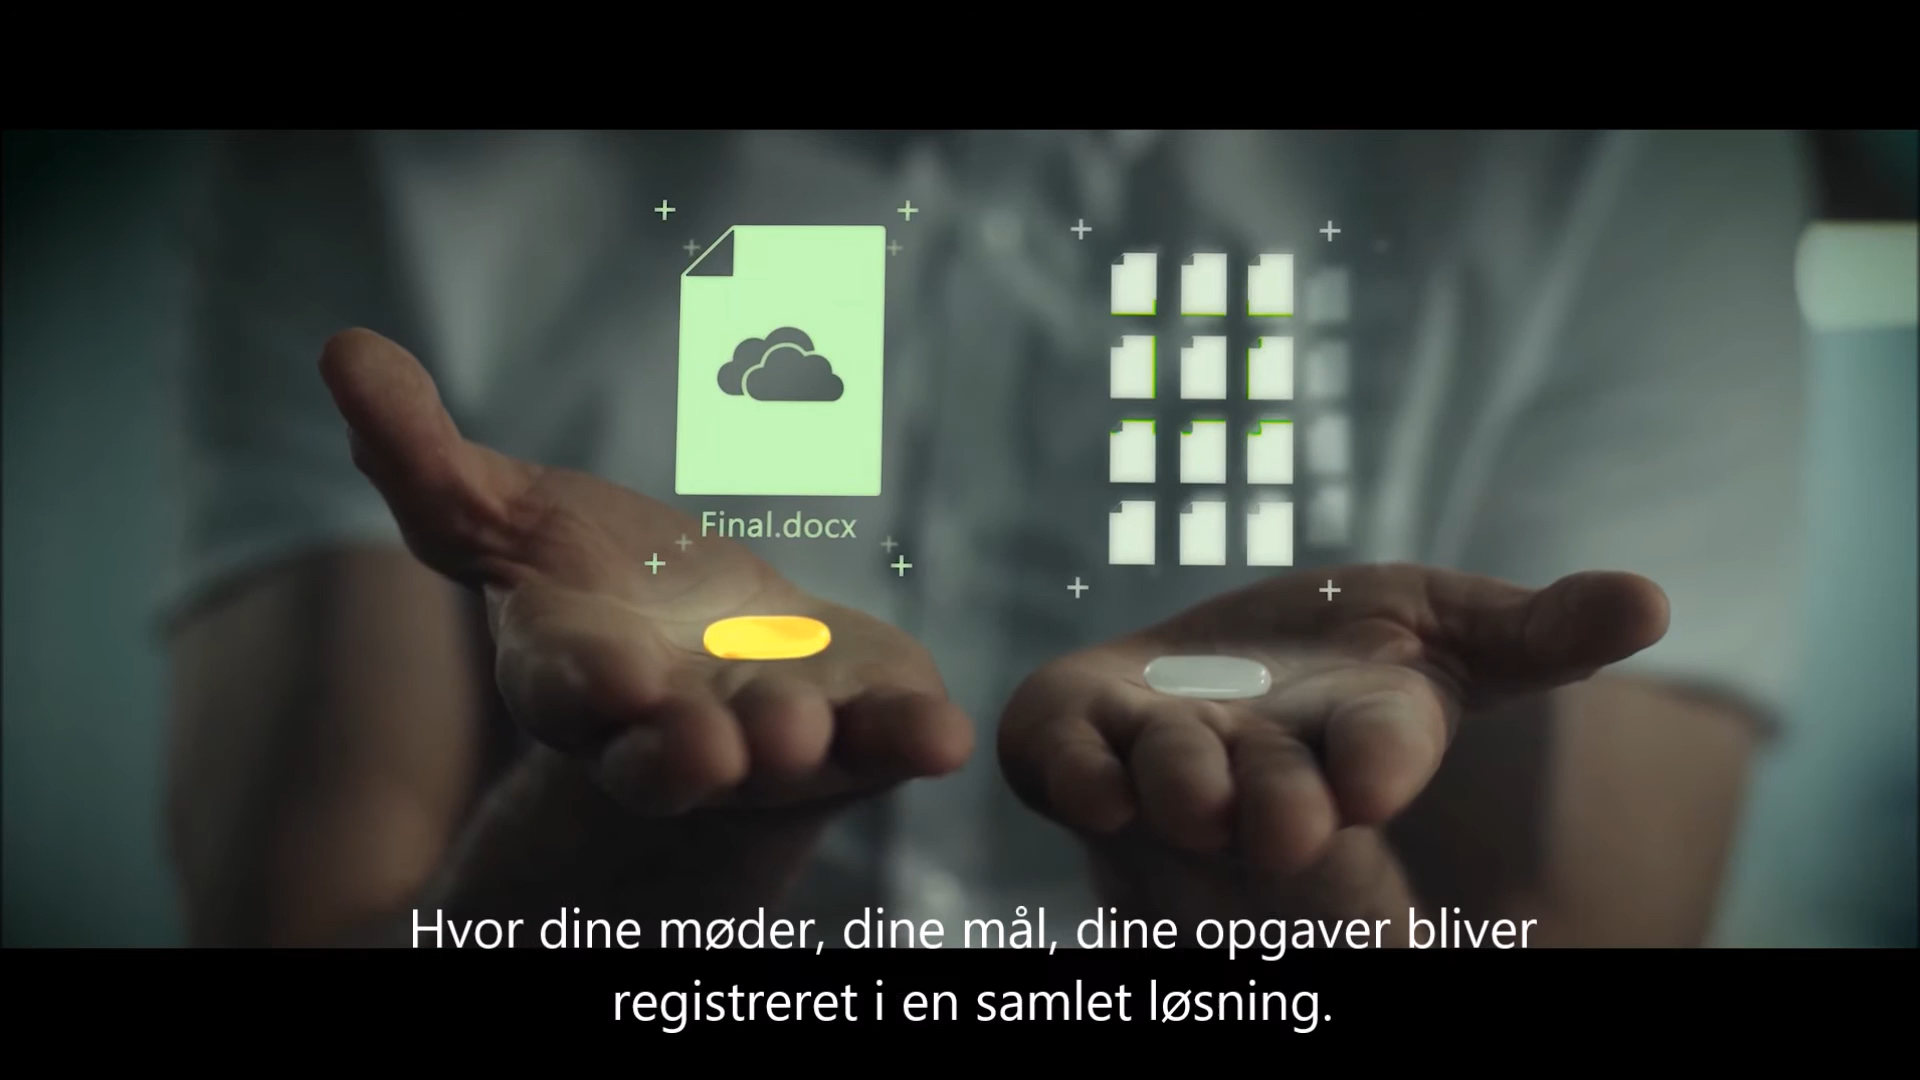 Final.docx
Hvor dine møder, dine mål, dine opgaver bliver
registreret i en samlet løsning.